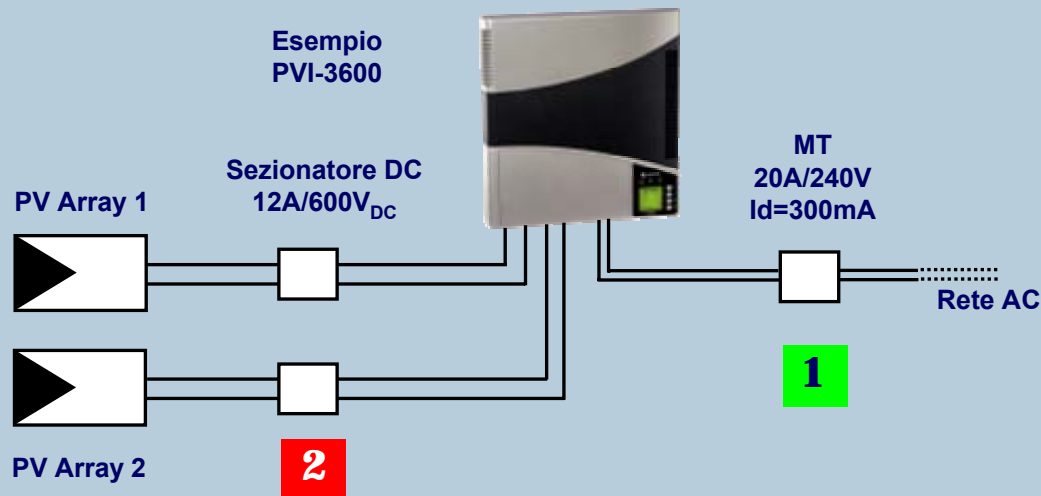 Esempio
PVI-3600
MT
20A/240V
Id=300mA
Sezionatore DC
12A/600VDC
PV Array 1
Rete AC
1
PV Array 2
2